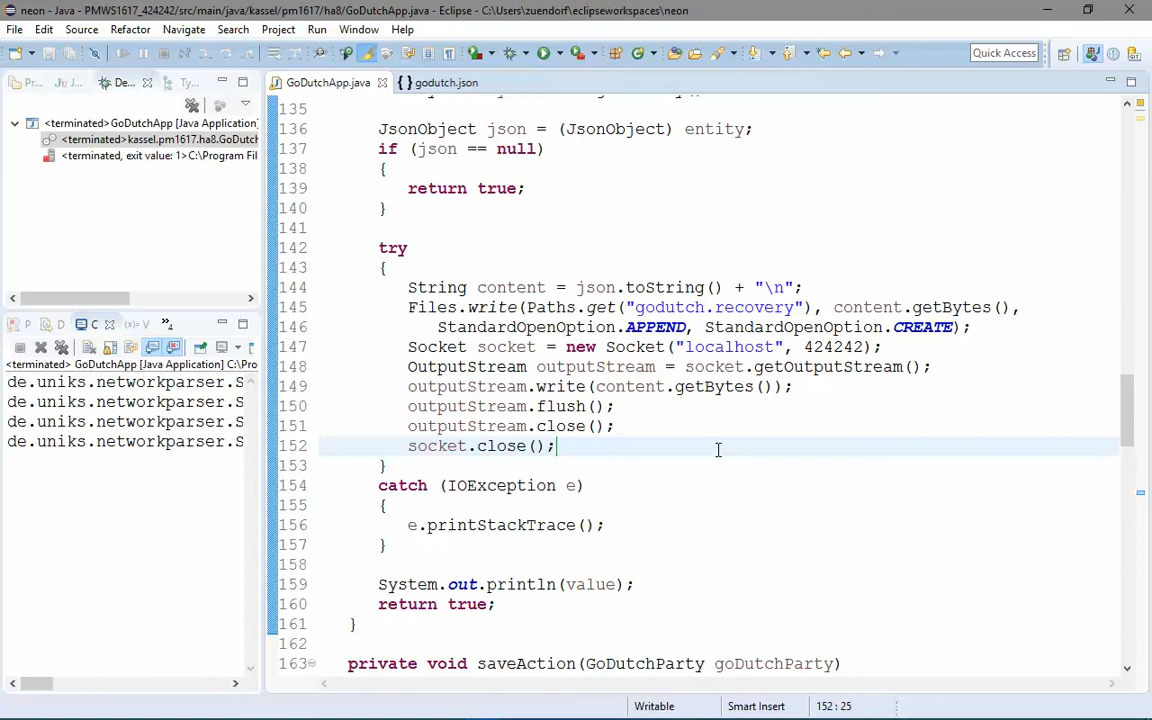 neon - Java - PMWS1617_424242/src/main/java/kassel/pm1617/ha8/GoDutchApp.java - Eclipse - C:\Users\zuendorf\eclipseworkspaces\neon
File Edit Source Refactor Navigate Search Project Run Window Help
Quick Access
Pr... J... De... Ty...
GoDutchApp.java godutch.json
<terminated>GoDutchApp [Java Application]
<terminated>kassel.pm1617.ha8.GoDutch
<terminated, exit value: 1>C:\Program Fil
P D C (x)= V »4
<terminated> GoDutchApp [Java Application] C:\Pro
de.uniks.networkparser.S
de.uniks.networkparser.S
de.uniks.networkparser.S
de.uniks.networkparser.S
135
136 JsonObject json = (JsonObject) entity;
137 if (json == null)
138 {
139 return true;
140 }
141
142 try
143 {
144 String content = json.toString() + "\n";
145 Files.write(Paths.get("godutch.recovery"), content.getBytes(),
146 StandardOpenOption.APPEND, StandardOpenOption.CREATE);
147 Socket socket = new Socket("localhost", 424242);
148 OutputStream outputStream = socket.getOutputStream();
149 outputStream.write(content.getBytes());
150 outputStream.flush();
151 outputStream.close();
152 socket.close();
153 }
154 catch (IOException e)
155 {
156 e.printStackTrace();
157 }
158
159 System.out.println(value);
160 return true;
161 }
162
163 private void saveAction(GoDutchParty goDutchParty)
Writable Smart Insert 152 : 25